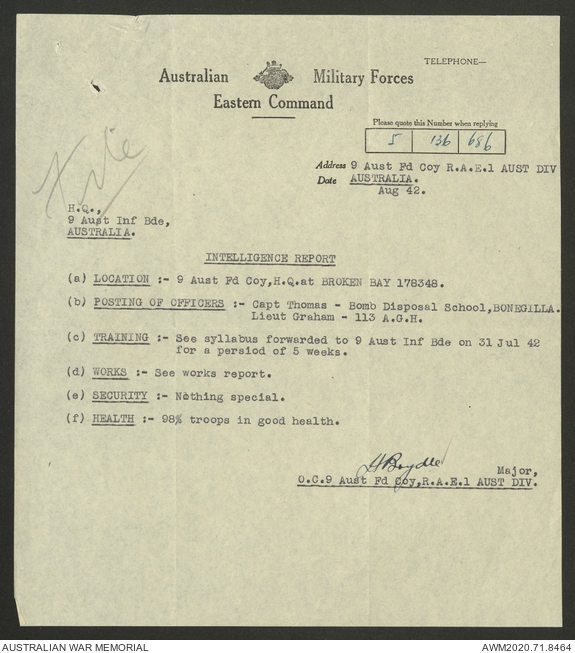 TELEPHONE—
Australian Military Forces
Eastern Command
Please quote this Number when replying
5 136 686
File
Address 9 Aust Fd Coy R.A.E.1 AUST DIV
Date AUSTRALIA.
Aug 42.
H.Q.,
9 Aust Inf Bde,
AUSTRALIA.
INTELLIGENCE REPORT
(a) LOCATION :- 9 Aust Fd Coy,H.Q.at BROKEN BAY 178348.
(b) POSTING OF OFFICERS :- Capt Thomas - Bomb Disposal School,BONEGILLA.
Lieut Graham - 113 A.G.H.
(c) TRAINING :- See syllabus forwarded to 9 Aust Inf Bde on 31 Jul 42
for a persiod of 5 weeks.
(d) WORKS :- See works report.
(e) SECURITY :- Nothing special.
(f) HEALTH :- 98% troops in good health.
Major,
O.C.9 Aust Fd Coy,R.A.E.1 AUST DIV.
AUSTRALIAN WAR MEMORIAL
AWM2020.71.8464